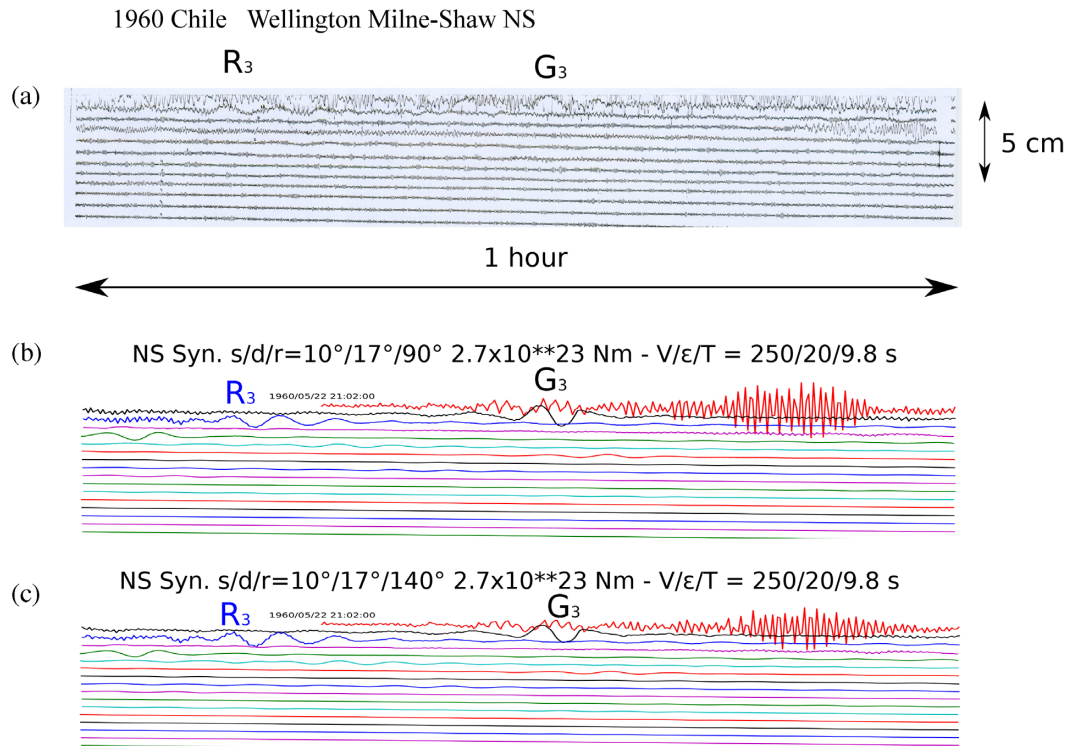 1960 Chile Wellington Milne-Shaw NS
R₃ G₃
(a)
5 cm
1 hour
(b)
NS Syn. s/d/r=10°/17°/90° 2.7x10**23 Nm - V/ε/T = 250/20/9.8 s
R₃ 1960/05/22 21:02:00 G₃
(c)
NS Syn. s/d/r=10°/17°/140° 2.7x10**23 Nm - V/ε/T = 250/20/9.8 s
R₃ 1960/05/22 21:02:00 G₃